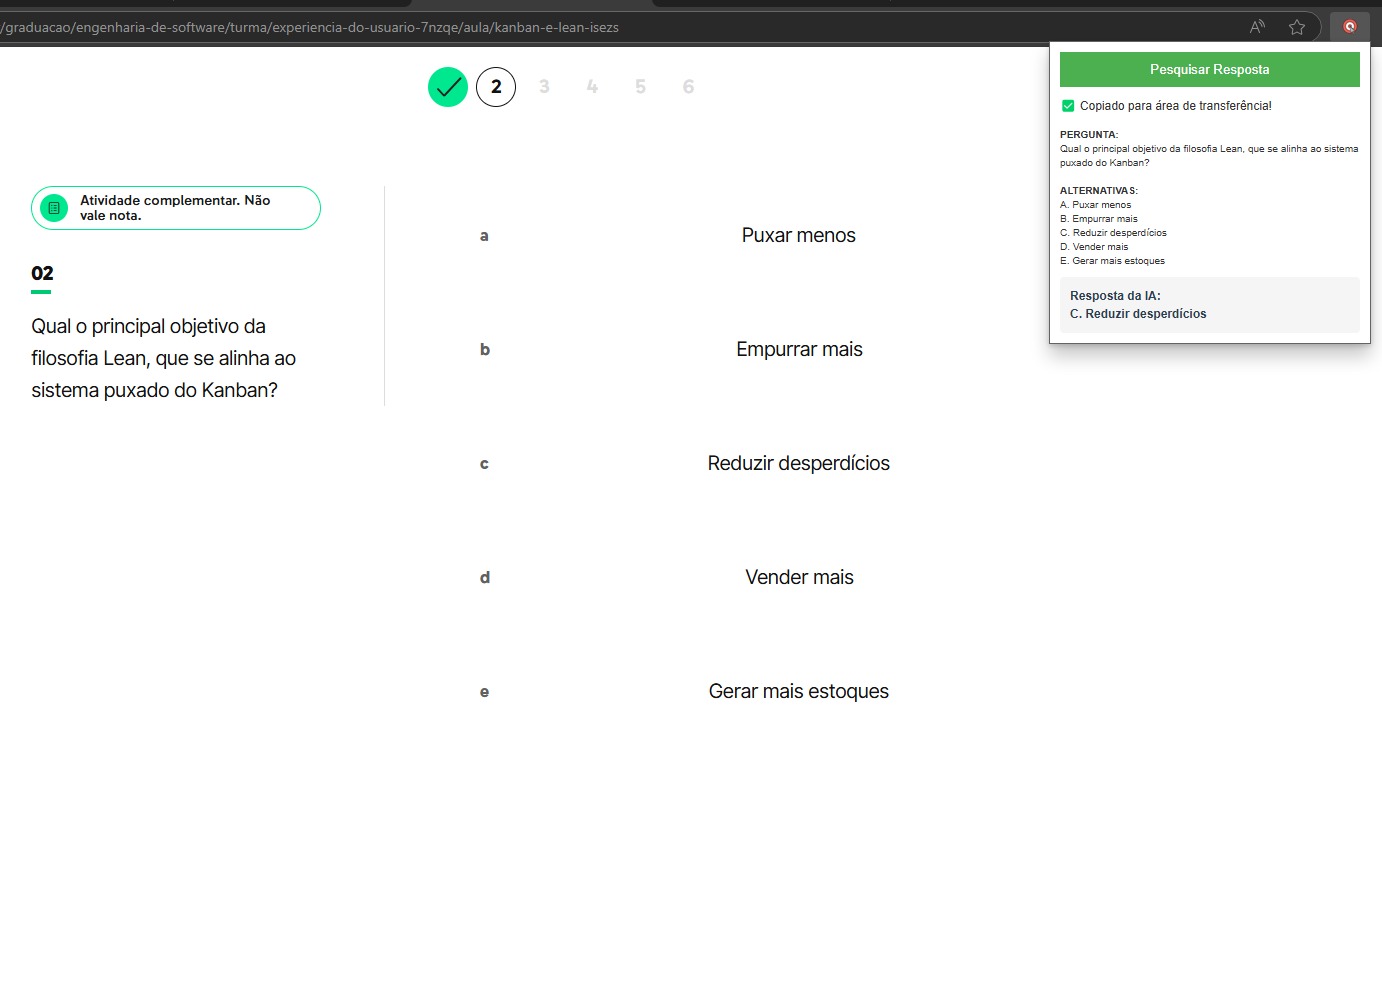 /graduacao/engenharia-de-software/turma/experiencia-do-usuario-7nzqe/aula/kanban-e-lean-isezs
2 3 4 5 6
Atividade complementar. Não
vale nota.
02
Qual o principal objetivo da
filosofia Lean, que se alinha ao
sistema puxado do Kanban?
a Puxar menos
b Empurrar mais
c Reduzir desperdícios
d Vender mais
e Gerar mais estoques
Pesquisar Resposta
Copiado para área de transferência!
PERGUNTA:
Qual o principal objetivo da filosofia Lean, que se alinha ao sistema
puxado do Kanban?
ALTERNATIVAS:
A. Puxar menos
B. Empurrar mais
C. Reduzir desperdícios
D. Vender mais
E. Gerar mais estoques
Resposta da IA:
C. Reduzir desperdícios